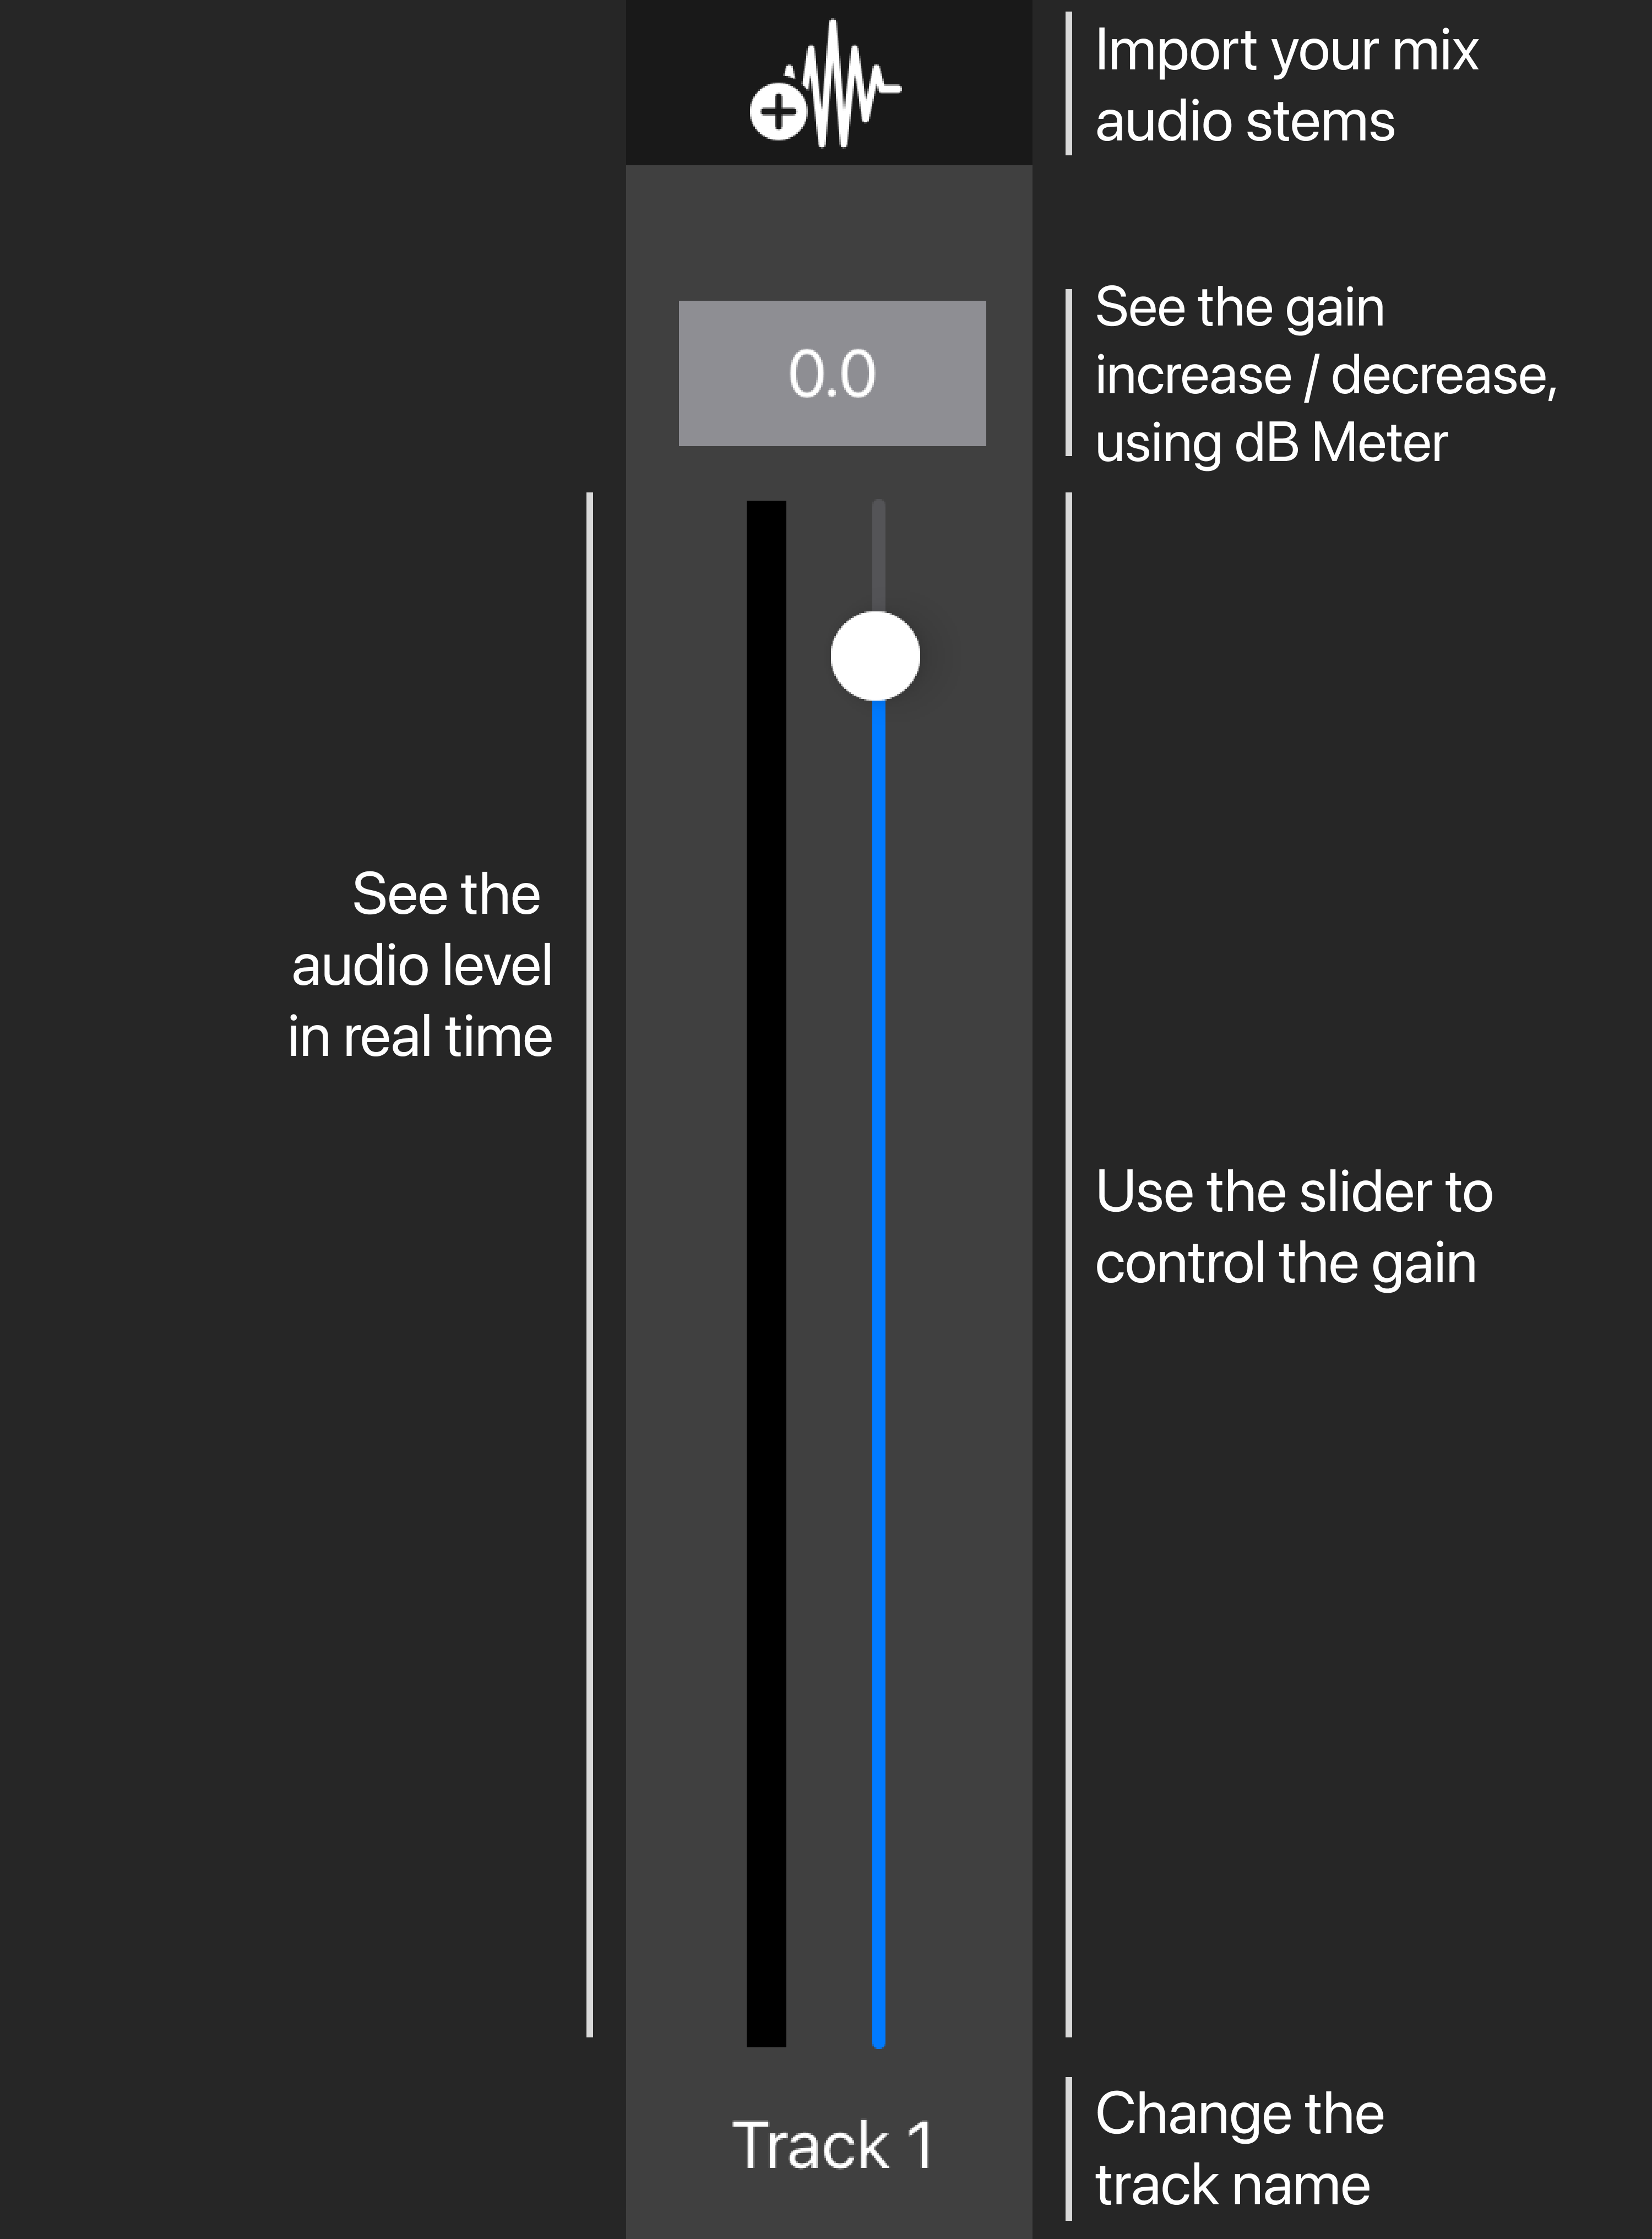 Import your mix
audio stems
0.0
See the gain
increase / decrease,
using dB Meter
See the
audio level
in real time
Use the slider to
control the gain
Track 1
Change the
track name